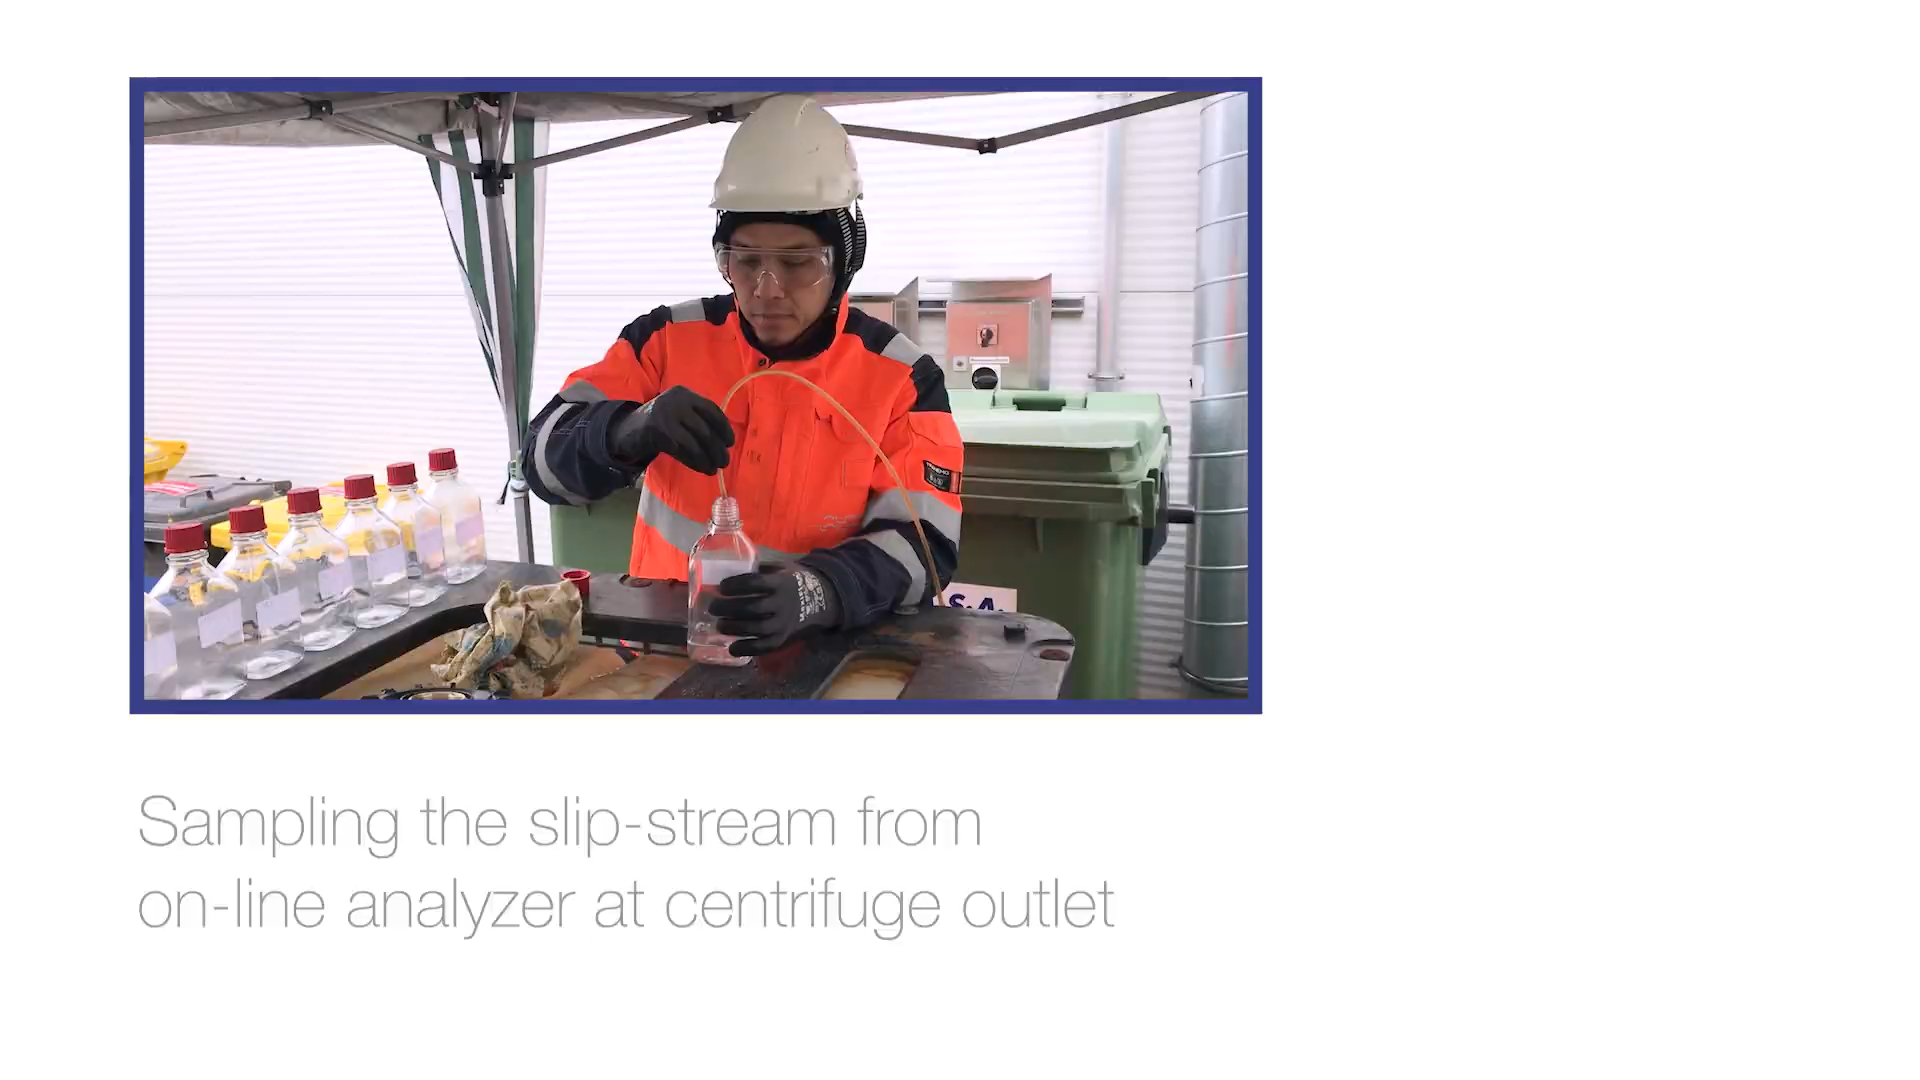 S.A.
Sampling the slip-stream from
on-line analyzer at centrifuge outlet